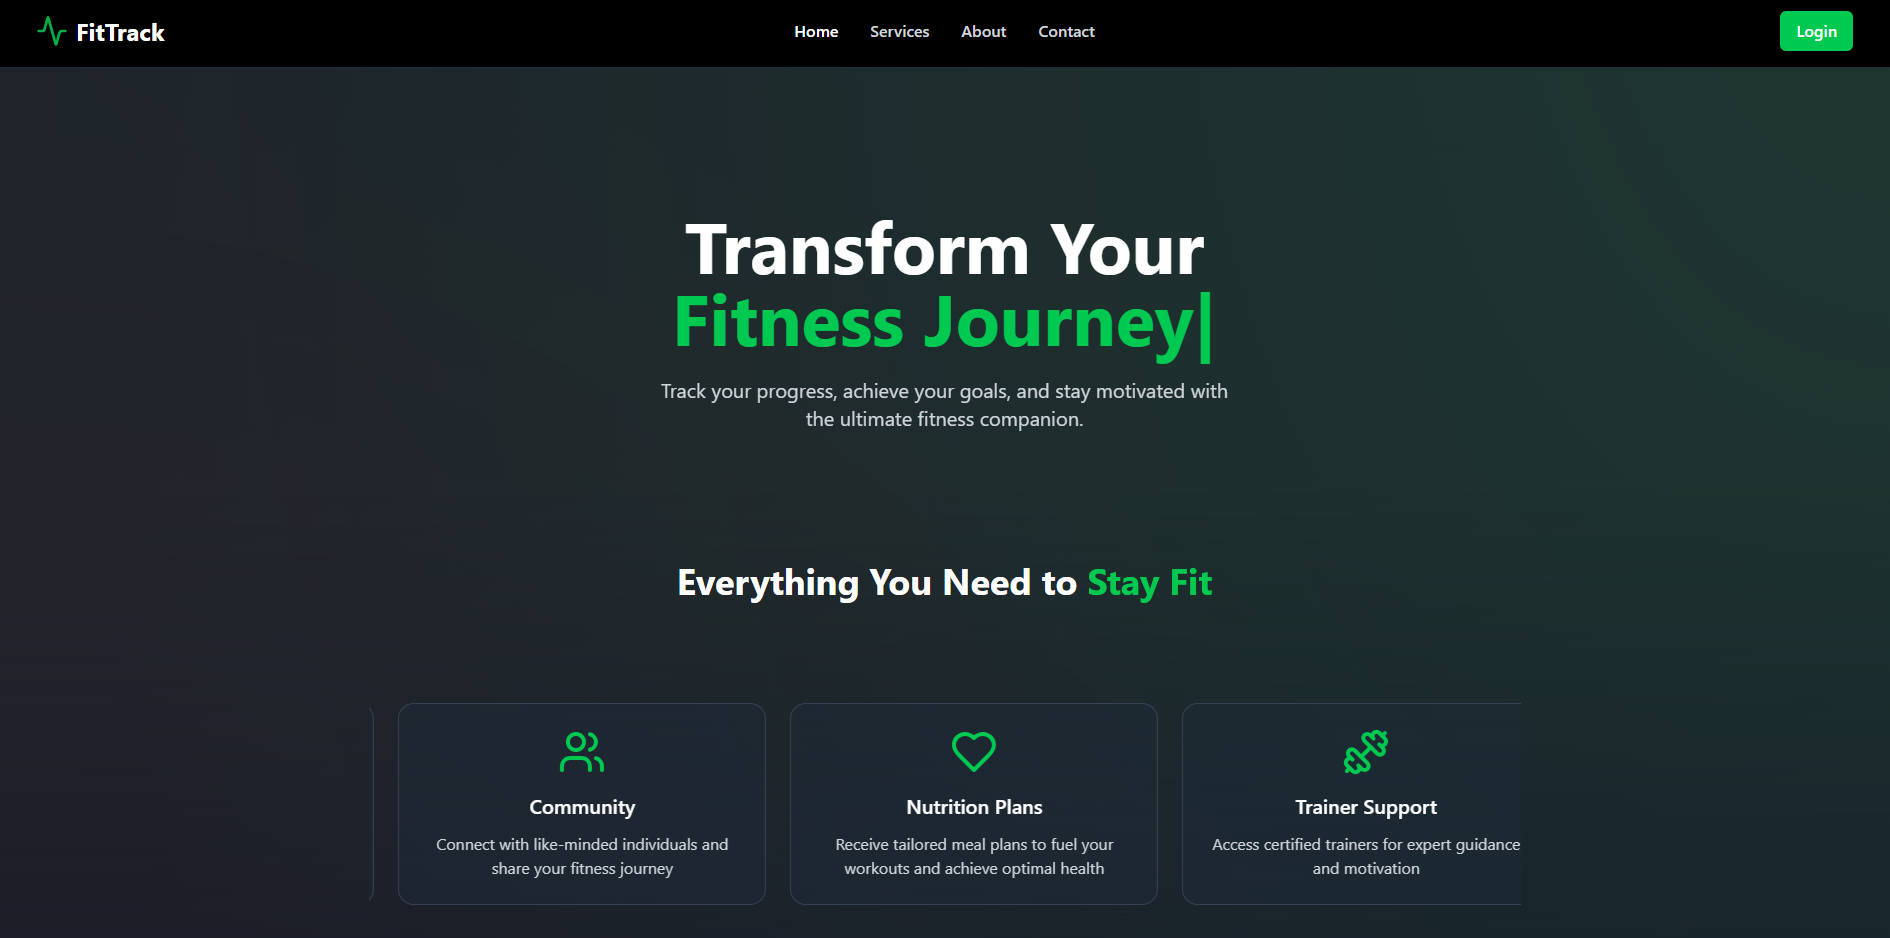 FitTrack
Home
Services
About
Contact
Login
Transform Your
Fitness Journey|
Track your progress, achieve your goals, and stay motivated with
the ultimate fitness companion.
Everything You Need to Stay Fit
Community
Connect with like-minded individuals and
share your fitness journey
Nutrition Plans
Receive tailored meal plans to fuel your
workouts and achieve optimal health
Trainer Support
Access certified trainers for expert guidance
and motivation